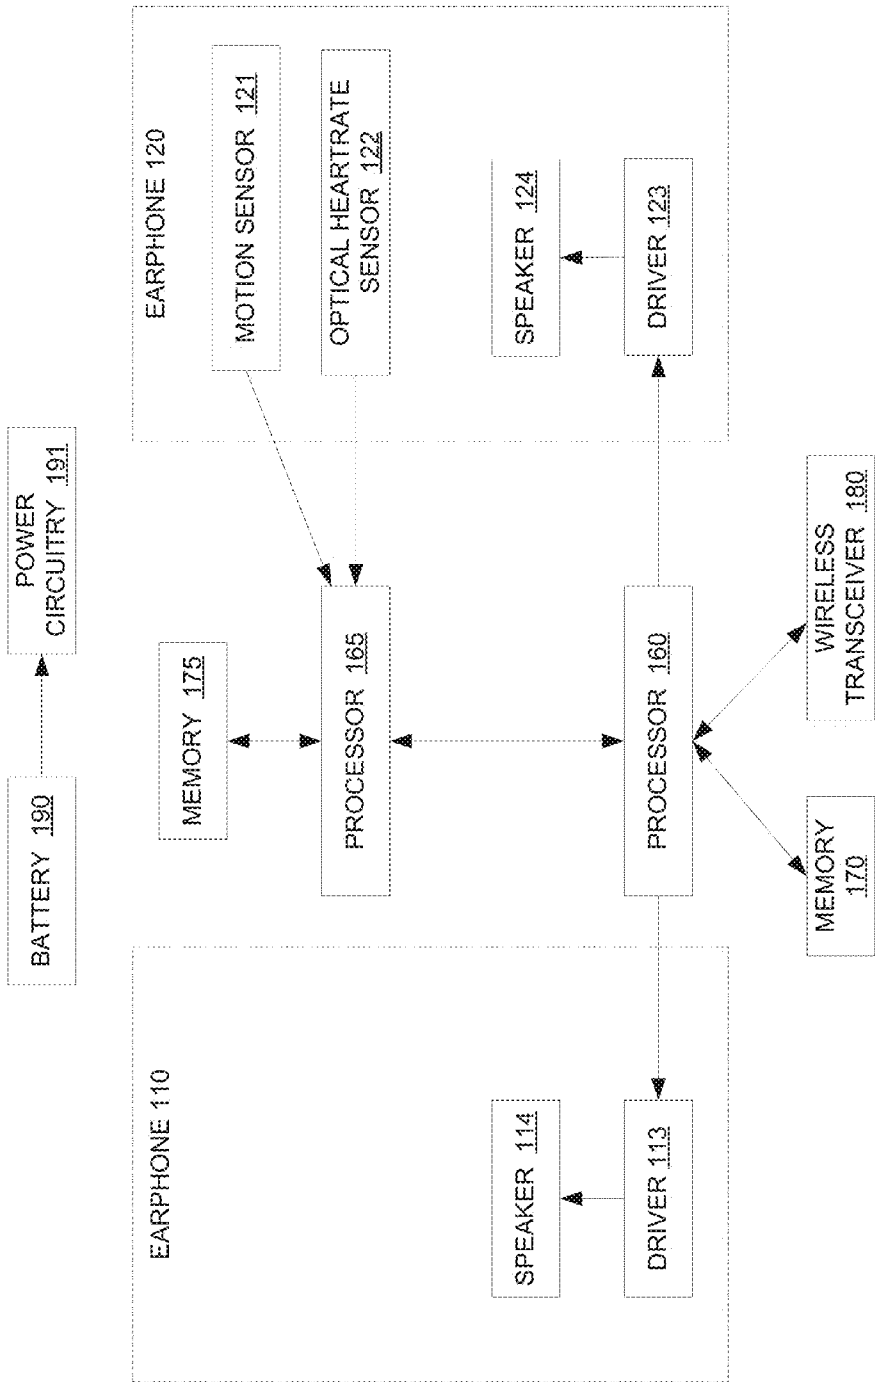 BATTERY 190
POWER
CIRCUITRY 191
EARPHONE 110
EARPHONE 120
MEMORY 175
MOTION SENSOR 121
OPTICAL HEARTRATE
SENSOR 122
PROCESSOR 165
SPEAKER 114
SPEAKER 124
DRIVER 113
PROCESSOR 160
DRIVER 123
MEMORY
170
WIRELESS
TRANSCEIVER 180